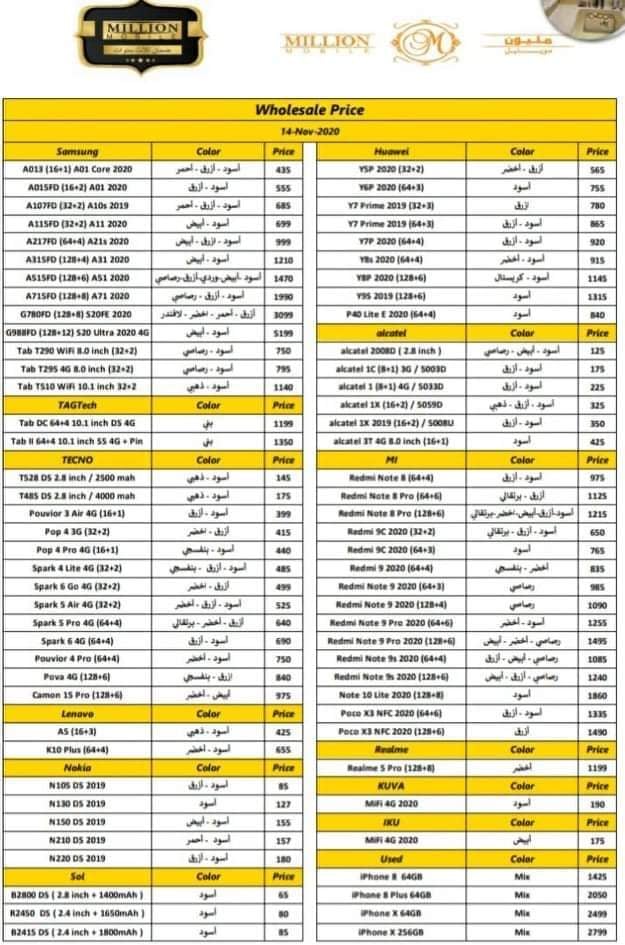 MILLION
MOBILE
MILLION
MOBILE
M
مليون
موبايل
Wholesale Price
14-Nov-2020
Samsung Color Price
A013 (16+1) A01 Core 2020 أسود - أزرق - أحمر 435
A015FD (16+2) A01 2020 أسود - أزرق 555
A107FD (32+2) A10s 2019 أسود - أزرق - أحمر 685
A115FD (32+2) A11 2020 أسود - أبيض 699
A217FD (64+4) A21s 2020 أسود - ازرق - أبيض 999
A315FD (128+4) A31 2020 أسود - أبيض 1210
A515FD (128+6) A51 2020 أسود -أبيض-وردي-أزرق-رصاصي 1470
A715FD (128+8) A71 2020 أسود - أزرق - رصاصي 1990
G780FD (128+8) S20FE 2020 أزرق - أحمر - اخضر - لافندر 3099
G988FD (128+12) S20 Ultra 2020 4G أسود - أبيض 5199
Tab T290 WiFi 8.0 inch (32+2) أسود - رصاصي 750
Tab T295 4G 8.0 inch (32+2) أسود - رصاصي 795
Tab T510 WiFi 10.1 inch 32+2 أسود - ذهبي 1140
TAGTech Color Price
Tab DC 64+4 10.1 inch DS 4G بني 1199
Tab II 64+4 10.1 inch SS 4G + Pin بني 1350
TECNO Color Price
T528 DS 2.8 inch / 2500 mah أسود - ذهبي 145
T485 DS 2.8 inch / 4000 mah أسود - ذهبي 175
Pouvior 3 Air 4G (16+1) أسود - أزرق 399
Pop 4 3G (32+2) أزرق - اخضر 415
Pop 4 Pro 4G (16+1) أسود - بنفسجي 440
Spark 4 Lite 4G (32+2) أسود - أزرق - بنفسجي 485
Spark 6 Go 4G (32+2) أزرق - اخضر 499
Spark 5 Air 4G (32+2) أسود - أزرق - أخضر 525
Spark 5 Pro 4G (64+4) أزرق - أخضر - برتقالي 640
Spark 6 4G (64+4) أسود - أزرق 690
Pouvior 4 Pro (64+4) أسود - أخضر 750
Pova 4G (128+6) ازرق - بنفسجي 840
Camon 15 Pro (128+6) أبيض - أخضر 975
Lenovo Color Price
A5 (16+3) أسود - ذهبي 425
K10 Plus (64+4) أسود - أخضر 655
Nokia Color Price
N105 DS 2019 أسود - أزرق 85
N130 DS 2019 أسود 127
N150 DS 2019 أسود - أبيض 155
N210 DS 2019 أسود - احمر 157
N220 DS 2019 أسود - أزرق 180
Sol Color Price
B2800 DS ( 2.8 inch + 1400mAh ) أسود 65
R2450 DS ( 2.4 inch + 1650mAh ) أسود 80
B2415 DS ( 2.4 inch + 1800mAh ) أسود 85
Huawei Color Price
Y5P 2020 (32+2) أزرق - أخضر 565
Y6P 2020 (64+3) أسود 755
Y7 Prime 2019 (32+3) ازرق 780
Y7 Prime 2019 (64+3) أسود - أزرق 865
Y7P 2020 (64+4) أسود - أزرق 920
Y8s 2020 (64+4) أسود - أخضر 915
Y8P 2020 (128+6) أسود - كريستال 1145
Y9S 2019 (128+6) أسود 1315
P40 Lite E 2020 (64+4) أسود 840
alcatel Color Price
alcatel 2008D ( 2.8 inch ) أسود - أبيض - رصاصي 125
alcatel 1C (8+1) 3G / 5003D أسود - أزرق 175
alcatel 1 (8+1) 4G / 5033D أسود - أزرق 225
alcatel 1X (16+2) / 5059D أسود - أزرق - ذهبي 325
alcatel 1X 2019 (16+2) / 5008U أسود - أزرق 350
alcatel 3T 4G 8.0 inch (16+1) أسود 425
MI Color Price
Redmi Note 8 (64+4) أسود - أزرق 975
Redmi Note 8 Pro (64+6) أزرق - برتقالي 1125
Redmi Note 8 Pro (128+6) أسود-أزرق-أبيض-أخضر-برتقالي 1215
Redmi 9C 2020 (32+2) أسود - أزرق - برتقالي 650
Redmi 9C 2020 (64+3) أسود 765
Redmi 9 2020 (64+4) أخضر - بنفسجي 835
Redmi Note 9 2020 (64+3) رصاصي 985
Redmi Note 9 2020 (128+4) رصاصي 1090
Redmi Note 9 Pro 2020 (64+6) أسود - أخضر 1255
Redmi Note 9 Pro 2020 (128+6) رصاصي - أخضر - أبيض 1495
Redmi Note 9s 2020 (64+4) رصاصي - أبيض - أزرق 1085
Redmi Note 9s 2020 (128+6) رصاصي - أبيض - أزرق 1240
Note 10 Lite 2020 (128+8) أسود 1860
Poco X3 NFC 2020 (64+6) أسود - أزرق 1335
Poco X3 NFC 2020 (128+6) أزرق 1490
Realme Color Price
Realme 5 Pro (128+8) أخضر 1199
KUVA Color Price
MiFi 4G 2020 أسود 190
IKU Color Price
MiFi 4G 2020 أبيض 175
Used Color Price
iPhone 8 64GB Mix 1425
iPhone 8 Plus 64GB Mix 2050
iPhone X 64GB Mix 2499
iPhone X 256GB Mix 2799